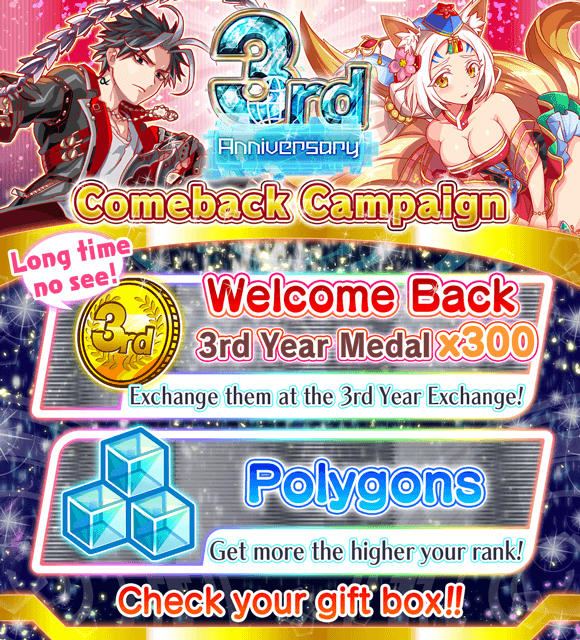 3rd
Anniversary
Comeback Campaign
Long time
no see!
3rd
Welcome Back
3rd Year Medal x300
Exchange them at the 3rd Year Exchange!
Polygons
Get more the higher your rank!
Check your gift box!!